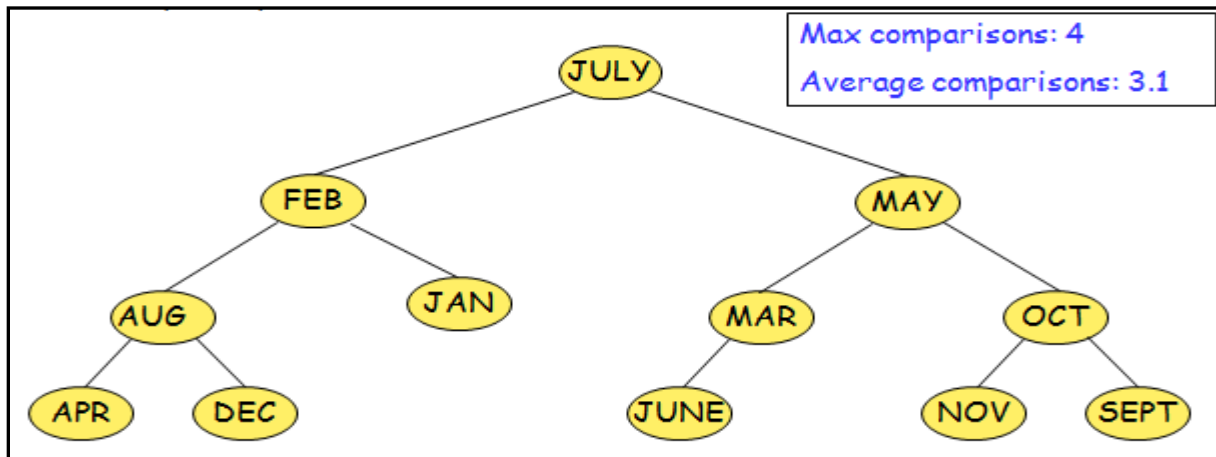 Max comparisons: 4
Average comparisons: 3.1
JULY
FEB
MAY
AUG
JAN
MAR
OCT
APR
DEC
JUNE
NOV
SEPT